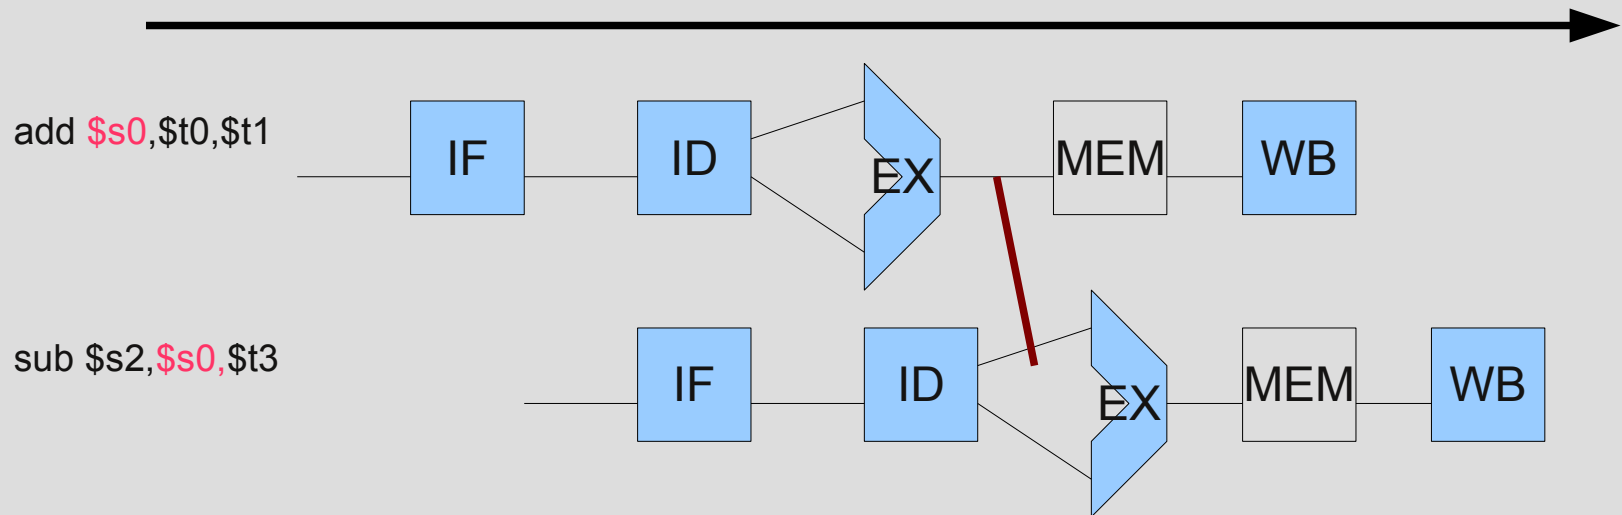 add $s0,$t0,$t1
IF ID EX MEM WB
sub $s2,$s0,$t3
IF ID EX MEM WB